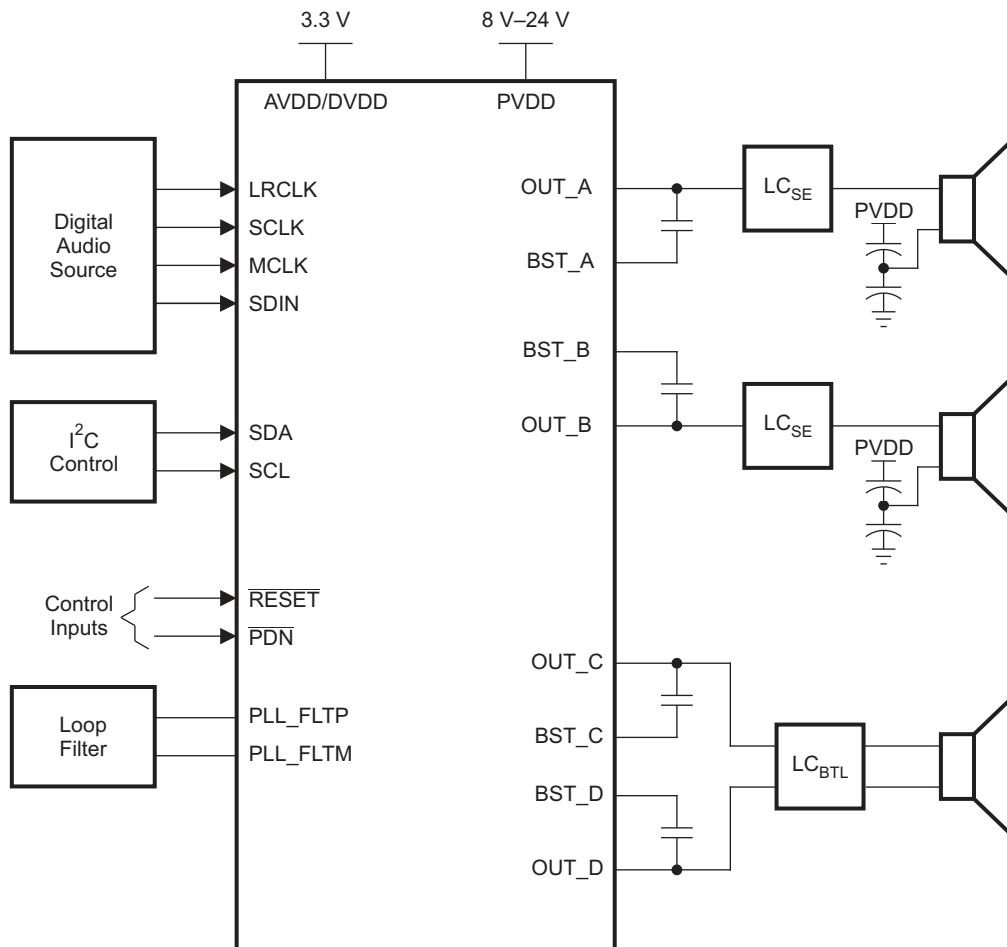 3.3 V
8 V–24 V
AVDD/DVDD
PVDD
Digital
Audio
Source
LRCLK
SCLK
MCLK
SDIN
OUT_A
BST_A
LC_SE
PVDD
BST_B
OUT_B
LC_SE
PVDD
I²C
Control
SDA
SCL
Control
Inputs
RESET
PDN
Loop
Filter
PLL_FLTP
PLL_FLTM
OUT_C
BST_C
BST_D
OUT_D
LC_BTL